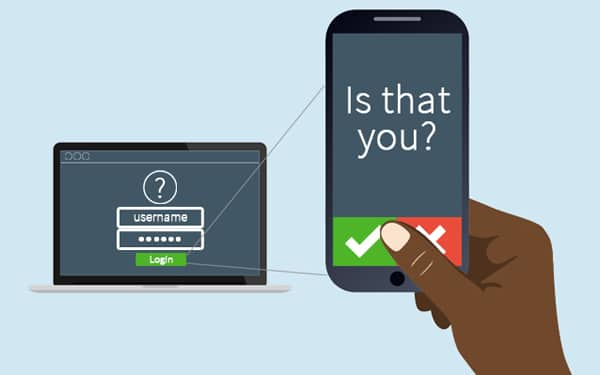 ?
username
••••••
Login
Is that
you?